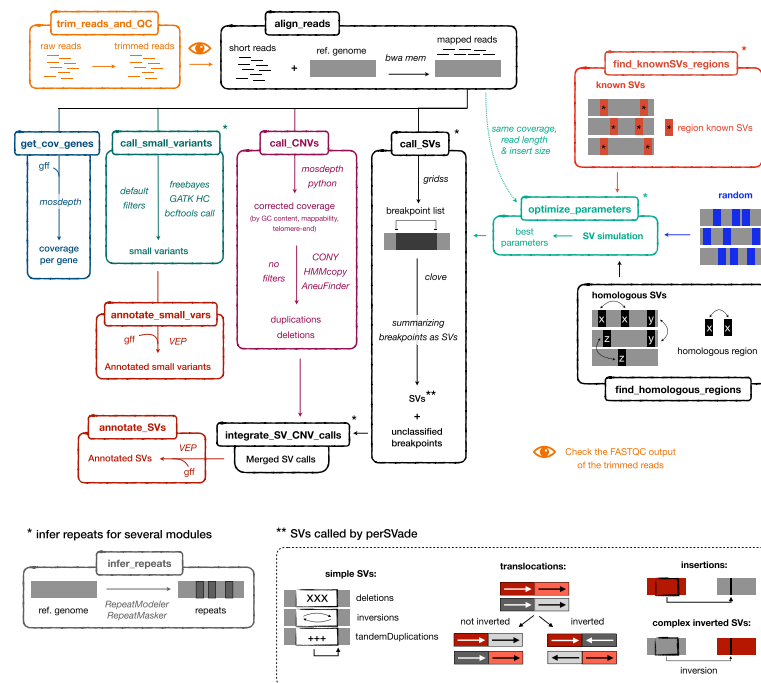 trim_reads_and_QC
raw reads
trimmed reads
align_reads
short reads
ref. genome
mapped reads
+
bwa mem
find_knownSVs_regions
*
known SVs
* *
* *
* *
* region known SVs
same coverage,
read length
& insert size
get_cov_genes
gff
mosdepth
coverage
per gene
call_small_variants
*
default
filters
freebayes
GATK HC
bcftools call
small variants
call_CNVs
mosdepth
python
corrected coverage
(by GC content, mappability,
telomere-end)
no
filters
CONY
HMMcopy
AneuFinder
duplications
deletions
call_SVs
*
gridss
breakpoint list
clove
summarizing
breakpoints as SVs
SVs**
+
unclassified
breakpoints
optimize_parameters
*
best
parameters
SV simulation
random
homologous SVs
x x y
z y
z
x x
homologous region
find_homologous_regions
annotate_small_vars
gff
VEP
Annotated small variants
annotate_SVs
VEP
Annotated SVs
gff
integrate_SV_CNV_calls
*
Merged SV calls
Check the FASTQC output
of the trimmed reads
* infer repeats for several modules
infer_repeats
ref. genome
RepeatModeler
RepeatMasker
repeats
** SVs called by perSVade
simple SVs:
XXX
deletions
inversions
+++
tandemDuplications
translocations:
not inverted
inverted
insertions:
complex inverted SVs:
inversion